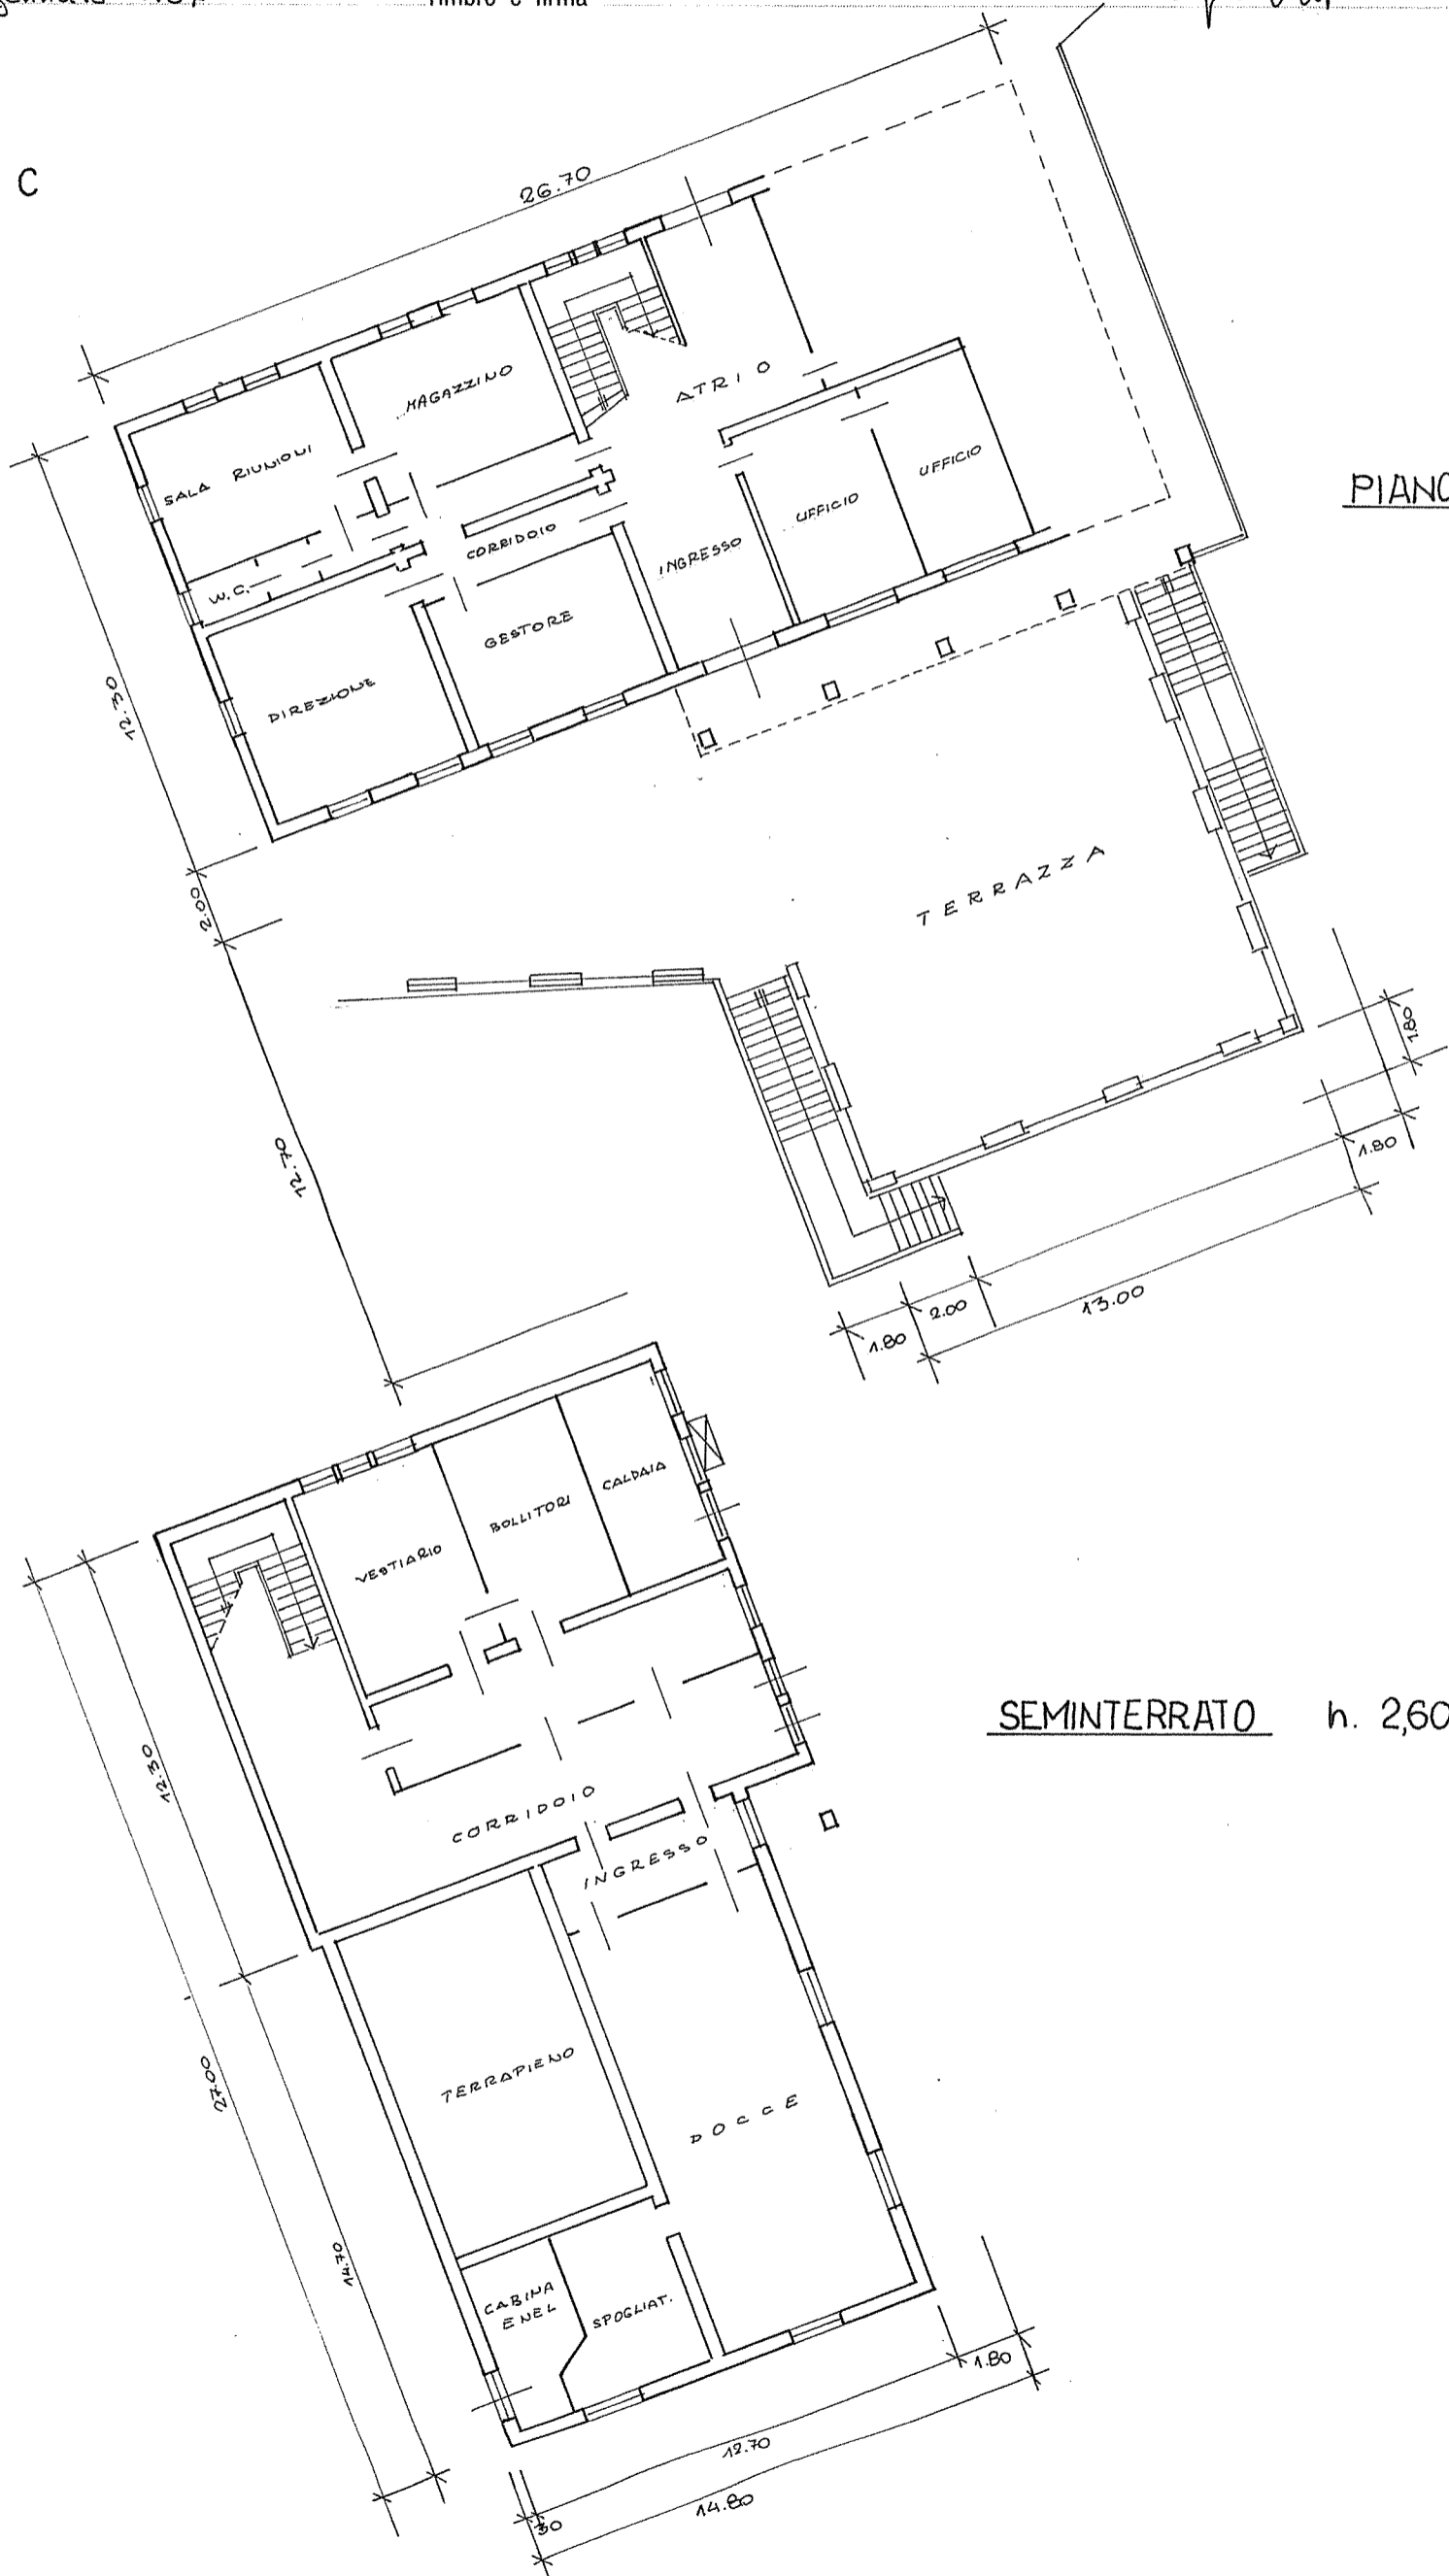 Timbro e firma
C
26.70
SALA RIUNIONI
MAGAZZINO
ATRIO
W.C.
CORRIDOIO
INGRESSO
UFFICIO
UFFICIO
DIREZIONE
GESTORE
PIANO
12.30
2.00
12.70
TERRAZZA
1.80
1.80
1.80
2.00
13.00
VESTIARIO
BOLLITORI
CALDAIA
SEMINTERRATO h. 2,60
CORRIDOIO
INGRESSO
12.30
27.00
14.70
TERRAPIENO
DOCCE
CABINA
ENEL
SPOGLIAT.
1.80
12.70
14.80
30